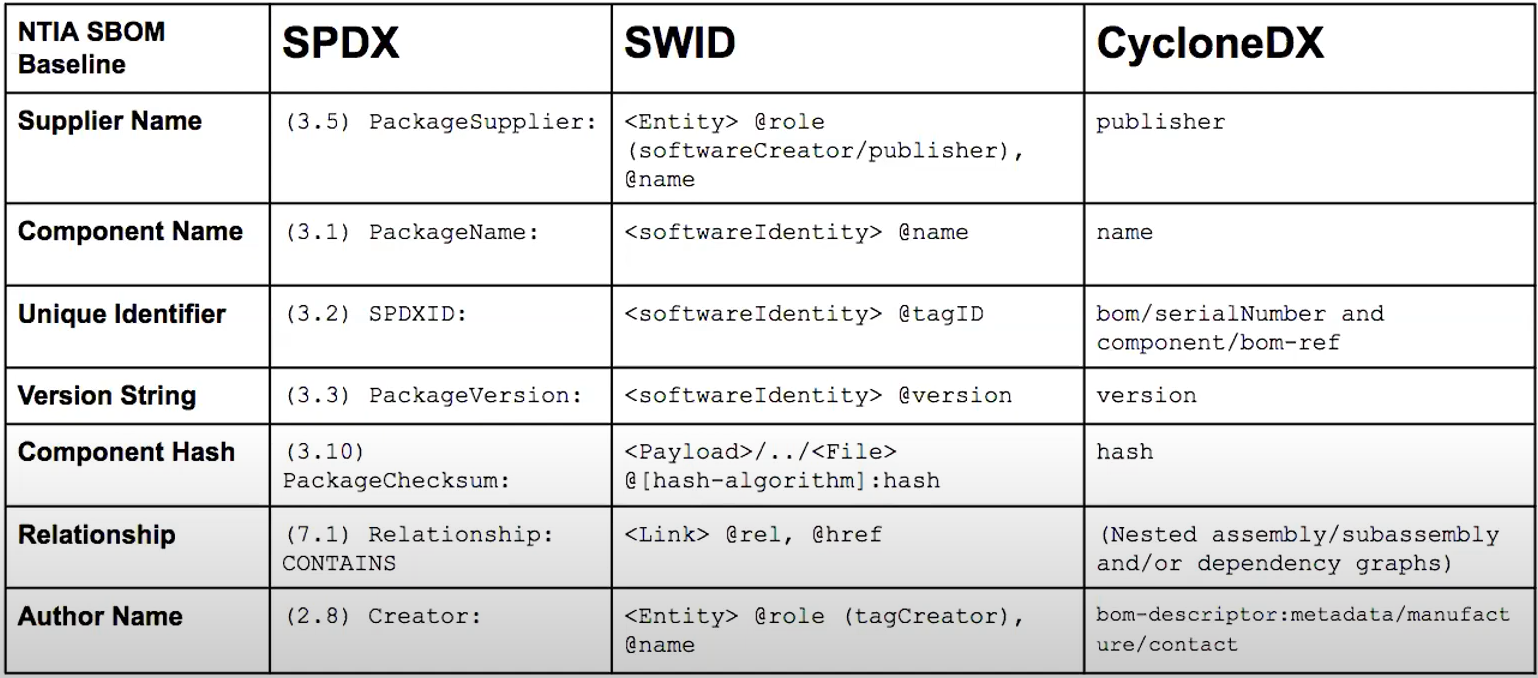 NTIA SBOM
Baseline
SPDX
SWID
CycloneDX
Supplier Name
(3.5) PackageSupplier:
<Entity> @role
(softwareCreator/publisher),
@name
publisher
Component Name
(3.1) PackageName:
<softwareIdentity> @name
name
Unique Identifier
(3.2) SPDXID:
<softwareIdentity> @tagID
bom/serialNumber and
component/bom-ref
Version String
(3.3) PackageVersion:
<softwareIdentity> @version
version
Component Hash
(3.10)
PackageChecksum:
<Payload>/../<File>
@[hash-algorithm]:hash
hash
Relationship
(7.1) Relationship:
CONTAINS
<Link> @rel, @href
(Nested assembly/subassembly
and/or dependency graphs)
Author Name
(2.8) Creator:
<Entity> @role (tagCreator),
@name
bom-descriptor:metadata/manufact
ure/contact